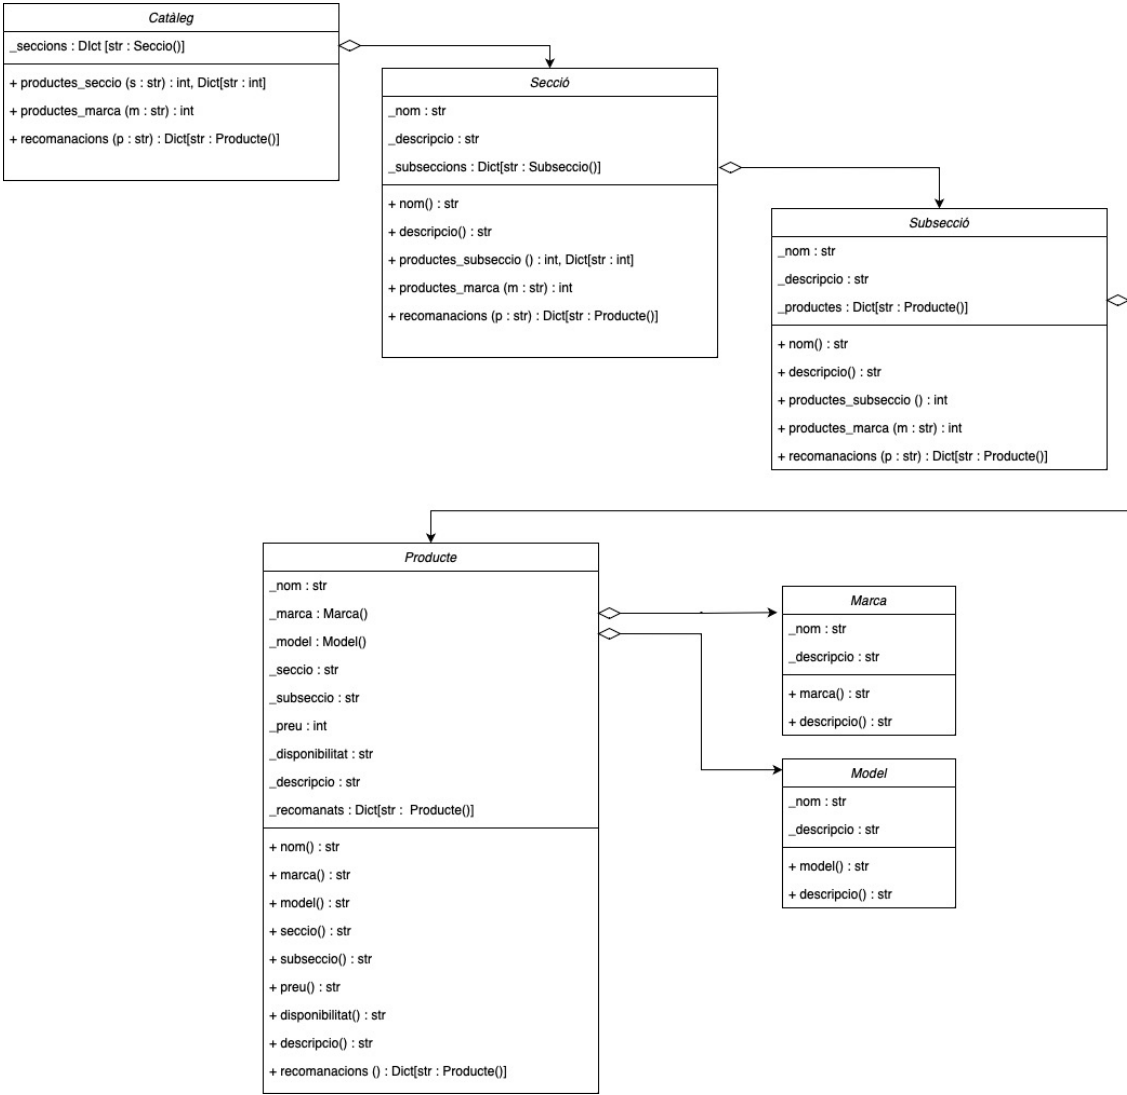 Catàleg
_seccions : DIct [str : Seccio()]
+ productes_seccio (s : str) : int, Dict[str : int]
+ productes_marca (m : str) : int
+ recomanacions (p : str) : Dict[str : Producte()]
Secció
_nom : str
_descripcio : str
_subseccions : Dict[str : Subseccio()]
+ nom() : str
+ descripcio() : str
+ productes_subseccio () : int, Dict[str : int]
+ productes_marca (m : str) : int
+ recomanacions (p : str) : Dict[str : Producte()]
Subsecció
_nom : str
_descripcio : str
_productes : Dict[str : Producte()]
+ nom() : str
+ descripcio() : str
+ productes_subseccio () : int
+ productes_marca (m : str) : int
+ recomanacions (p : str) : Dict[str : Producte()]
Producte
_nom : str
_marca : Marca()
_model : Model()
_seccio : str
_subseccio : str
_preu : int
_disponibilitat : str
_descripcio : str
_recomanats : Dict[str :  Producte()]
+ nom() : str
+ marca() : str
+ model() : str
+ seccio() : str
+ subseccio() : str
+ preu() : str
+ disponibilitat() : str
+ descripcio() : str
+ recomanacions () : Dict[str : Producte()]
Marca
_nom : str
_descripcio : str
+ marca() : str
+ descripcio() : str
Model
_nom : str
_descripcio : str
+ model() : str
+ descripcio() : str